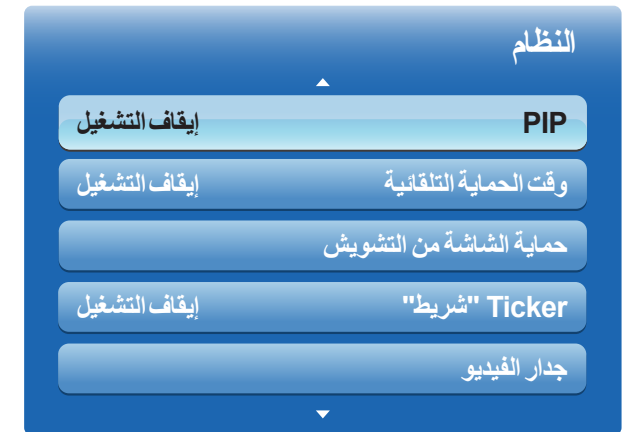 النظام
PIP إيقاف التشغيل
وقت الحماية التلقائية إيقاف التشغيل
حماية الشاشة من التشويش
Ticker "شريط" إيقاف التشغيل
جدار الفيديو